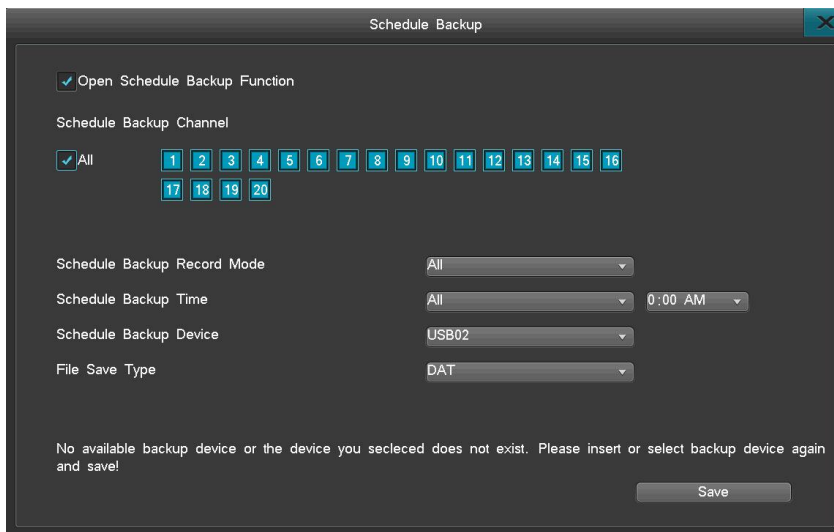 Schedule Backup
Open Schedule Backup Function
Schedule Backup Channel
All 1 2 3 4 5 6 7 8 9 10 11 12 13 14 15 16
17 18 19 20
Schedule Backup Record Mode All
Schedule Backup Time All 0:00 AM
Schedule Backup Device USB02
File Save Type DAT
No available backup device or the device you secleced does not exist. Please insert or select backup device again
and save!
Save